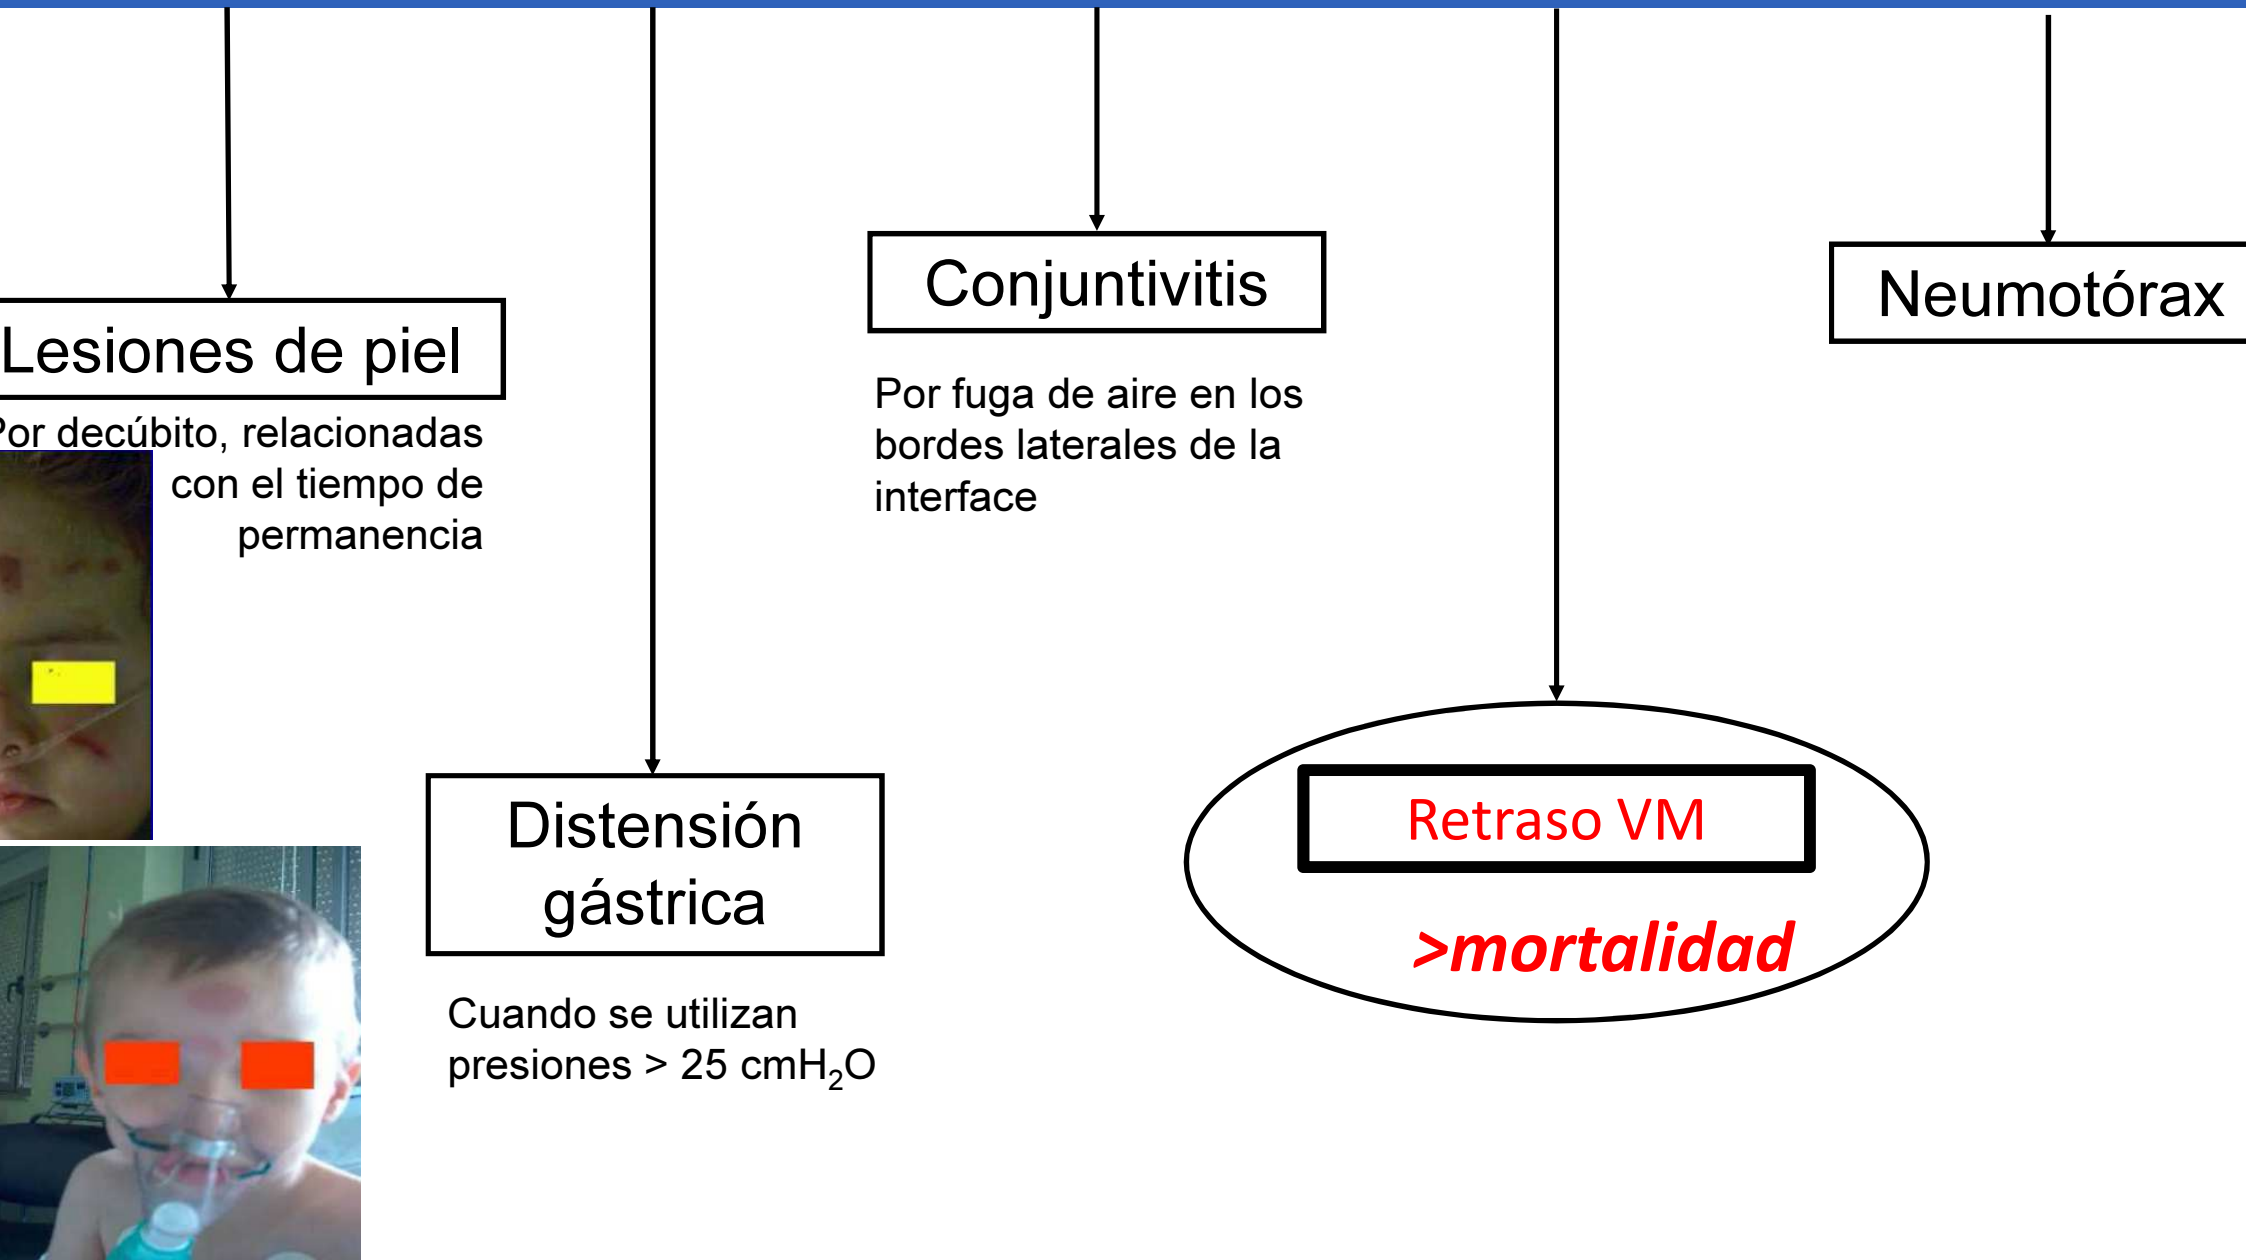 Lesiones de piel
Por decúbito, relacionadas
con el tiempo de
permanencia
Distensión
gástrica
Cuando se utilizan
presiones > 25 cmH₂O
Conjuntivitis
Por fuga de aire en los
bordes laterales de la
interface
Retraso VM
>mortalidad
Neumotórax